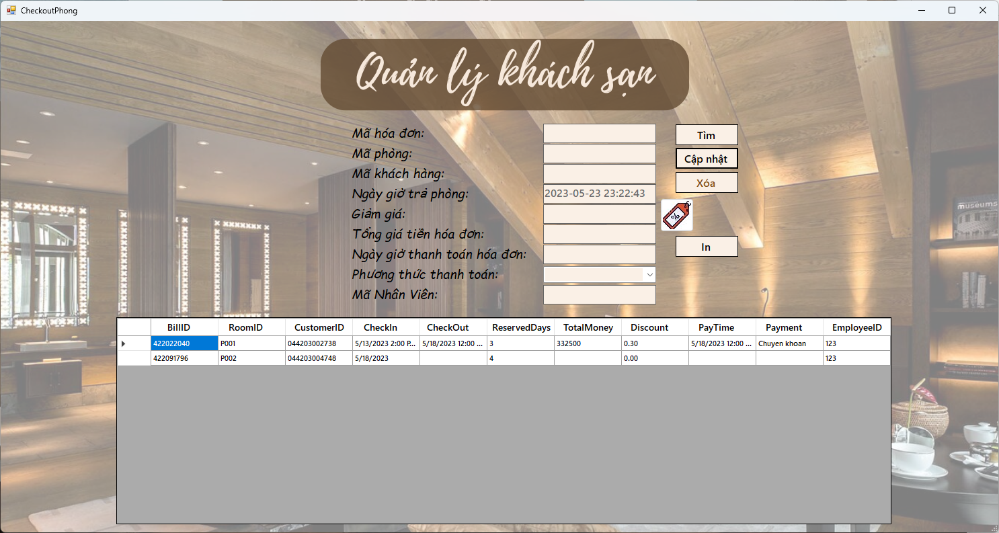 CheckoutPhong
Quản lý khách sạn
Mã hóa đơn:
Tìm
Mã phòng:
Cập nhật
Mã khách hàng:
Xóa
Ngày giờ trả phòng: 2023-05-23 23:22:43
Giảm giá:
%
Tổng giá tiền hóa đơn:
In
Ngày giờ thanh toán hóa đơn:
Phương thức thanh toán:
Mã Nhân Viên:
museums
BillID RoomID CustomerID CheckIn CheckOut ReservedDays TotalMoney Discount PayTime Payment EmployeeID
422022040 P001 044203002738 5/13/2023 2:00 P... 5/18/2023 12:00 ... 3 332500 0.30 5/18/2023 12:00 ... Chuyen khoan 123
422091796 P002 044203004748 5/18/2023 4 0.00 123